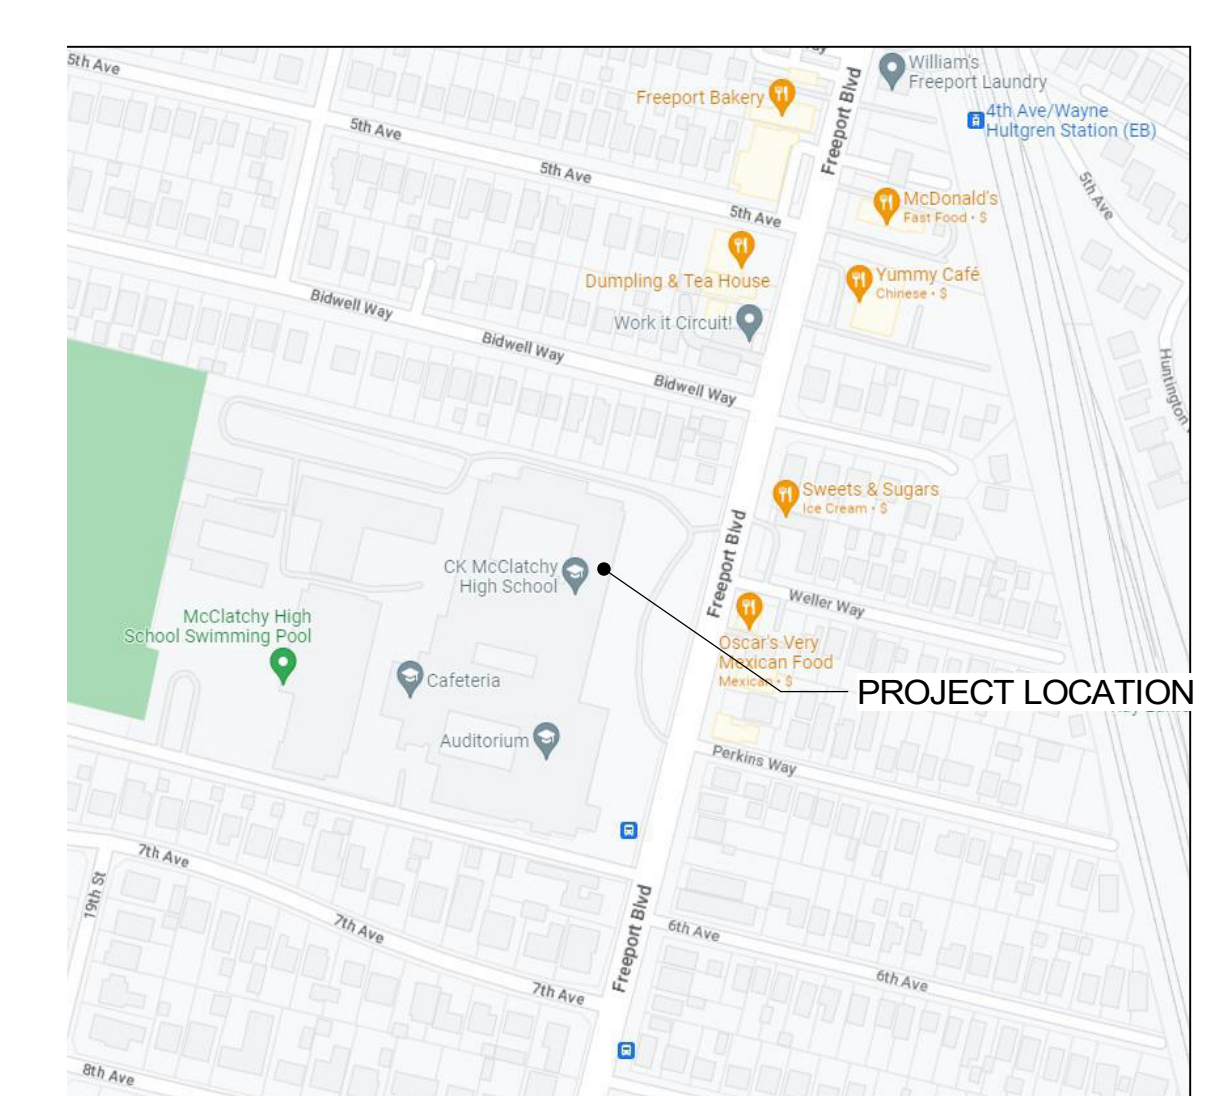 5th Ave
William's
Freeport Laundry
Freeport Bakery
Freeport Blvd
4th Ave/Wayne
Hultgren Station (EB)
5th Ave
5th Ave
5th Ave
5th Ave
McDonald's
Fast Food · $
Dumpling & Tea House
Yummy Café
Chinese · $
Bidwell Way
Work it Circuit!
Bidwell Way
Bidwell Way
Huntington
Sweets & Sugars
Ice Cream · $
Freeport Blvd
CK McClatchy
High School
Weller Way
McClatchy High
School Swimming Pool
Oscar's Very
Mexican Food
Mexican · $
Cafeteria
PROJECT LOCATION
Auditorium
Perkins Way
7th Ave
19th St
7th Ave
Freeport Blvd
6th Ave
6th Ave
7th Ave
8th Ave